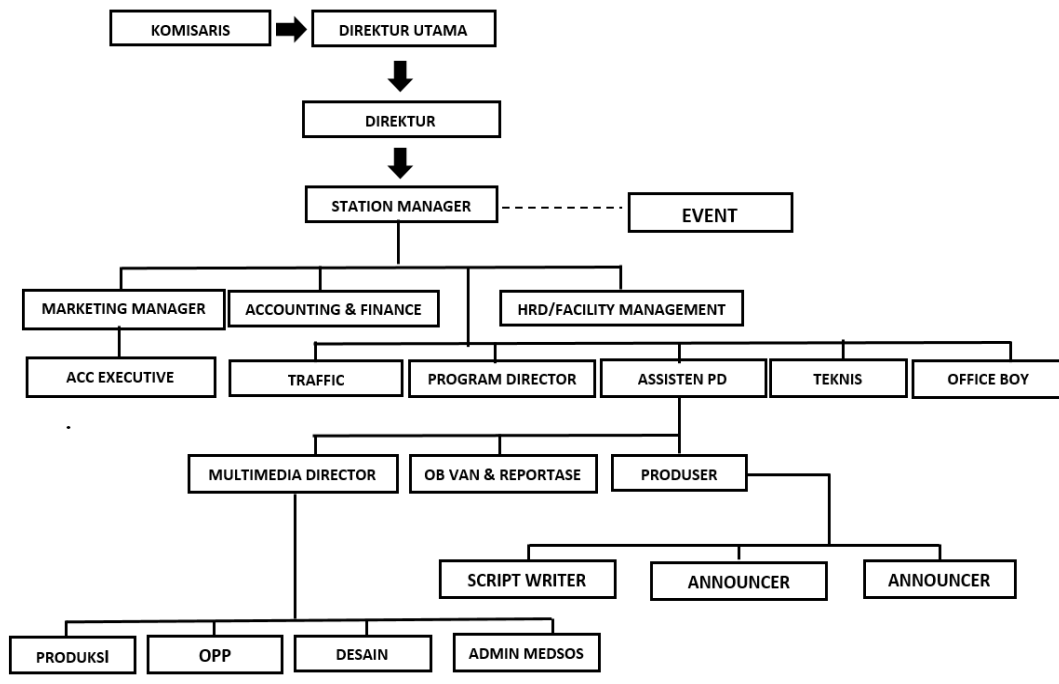 KOMISARIS
DIREKTUR UTAMA
DIREKTUR
STATION MANAGER
EVENT
MARKETING MANAGER
ACCOUNTING & FINANCE
HRD/FACILITY MANAGEMENT
ACC EXECUTIVE
TRAFFIC
PROGRAM DIRECTOR
ASSISTEN PD
TEKNIS
OFFICE BOY
MULTIMEDIA DIRECTOR
OB VAN & REPORTASE
PRODUSER
SCRIPT WRITER
ANNOUNCER
ANNOUNCER
PRODUKSI
OPP
DESAIN
ADMIN MEDSOS